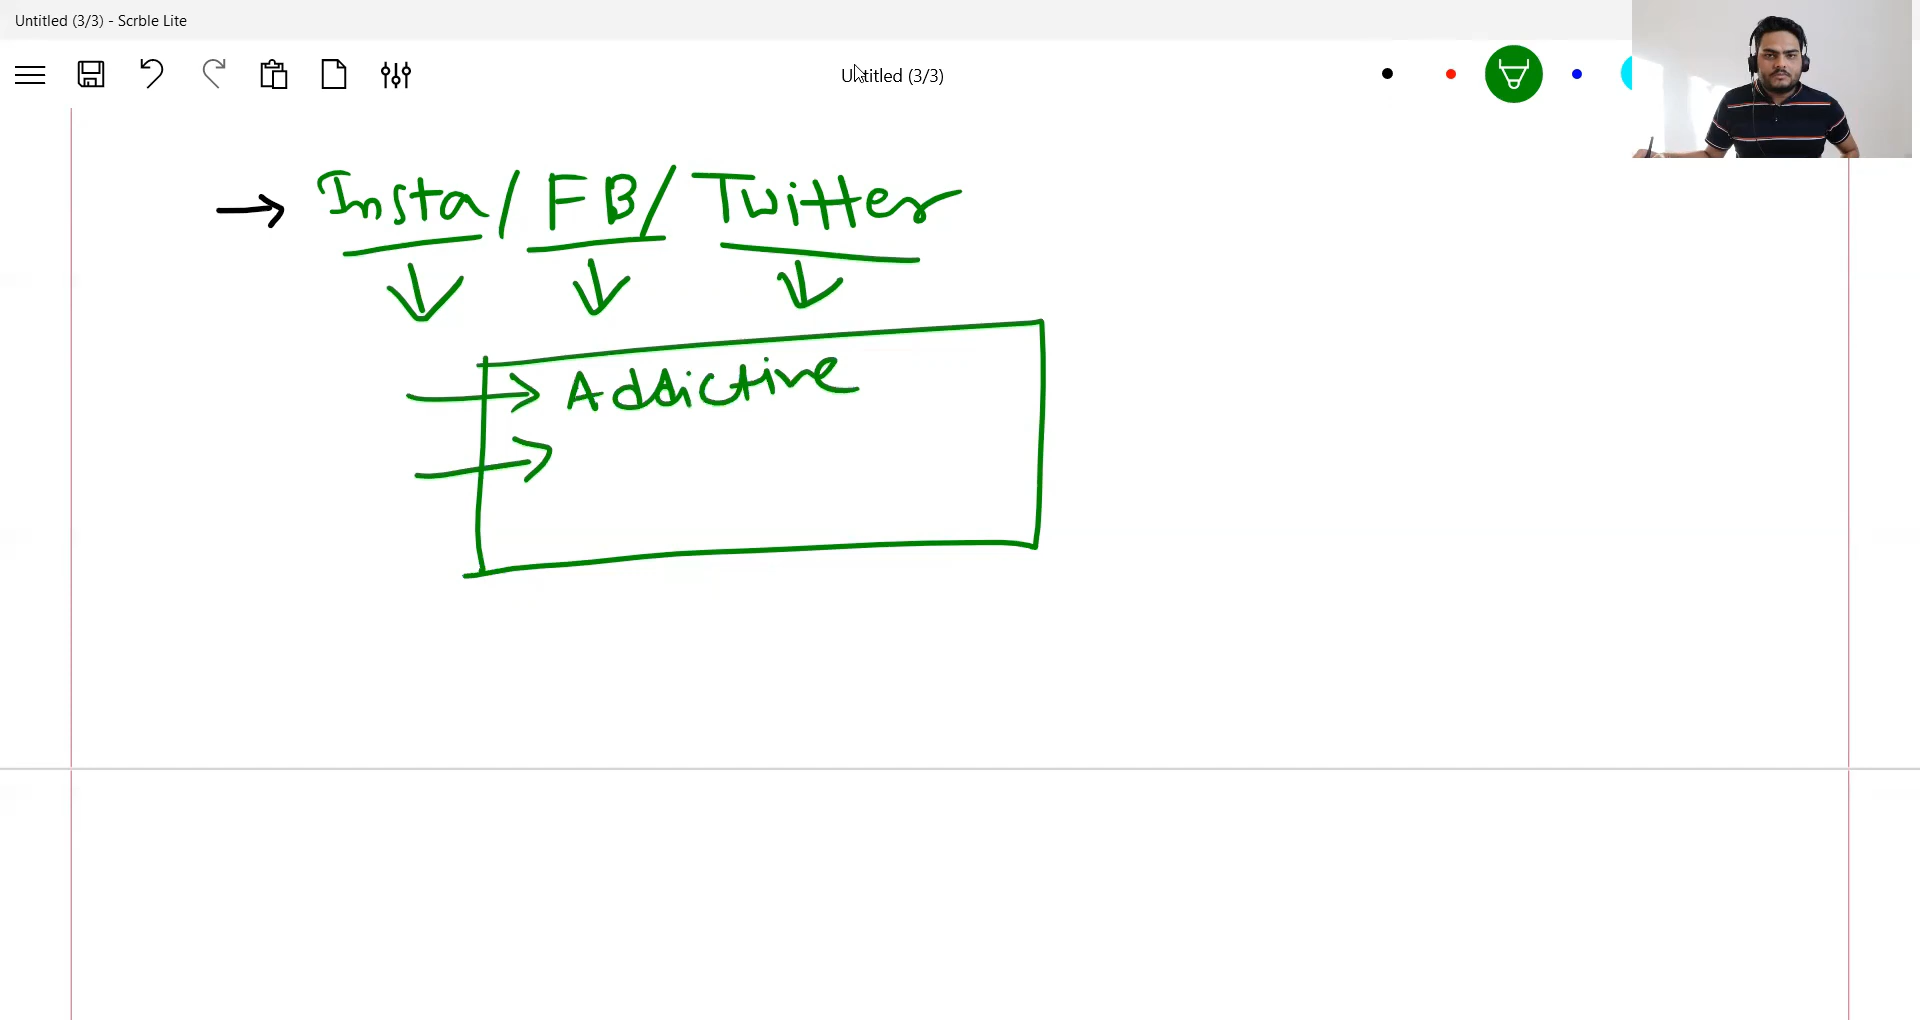 Untitled (3/3) - Scrble Lite
Untitled (3/3)
Insta/ FB/ Twitter
Addictive